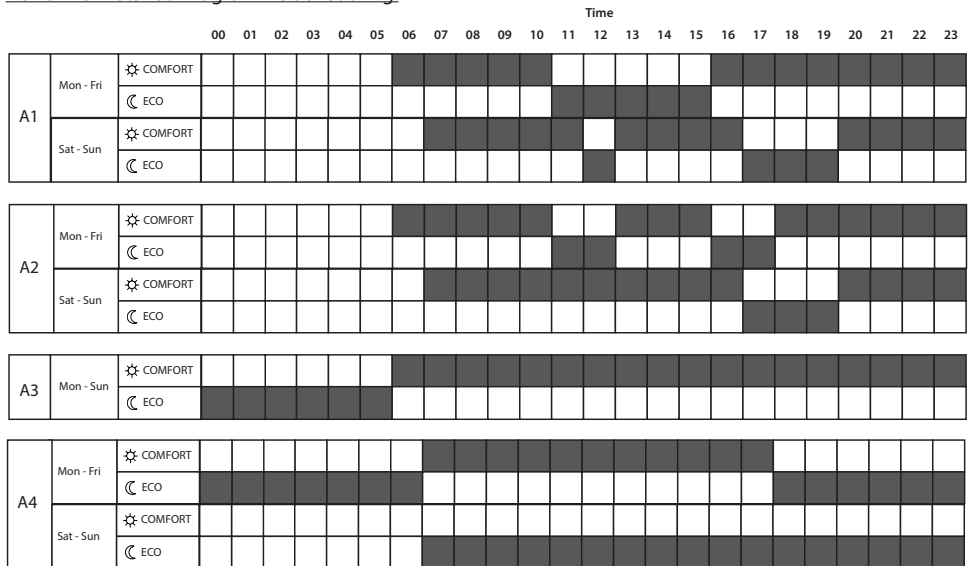 Time
00 01 02 03 04 05 06 07 08 09 10 11 12 13 14 15 16 17 18 19 20 21 22 23
A1
Mon - Fri
COMFORT
ECO
Sat - Sun
COMFORT
ECO
A2
Mon - Fri
COMFORT
ECO
Sat - Sun
COMFORT
ECO
A3
Mon - Sun
COMFORT
ECO
A4
Mon - Fri
COMFORT
ECO
Sat - Sun
COMFORT
ECO